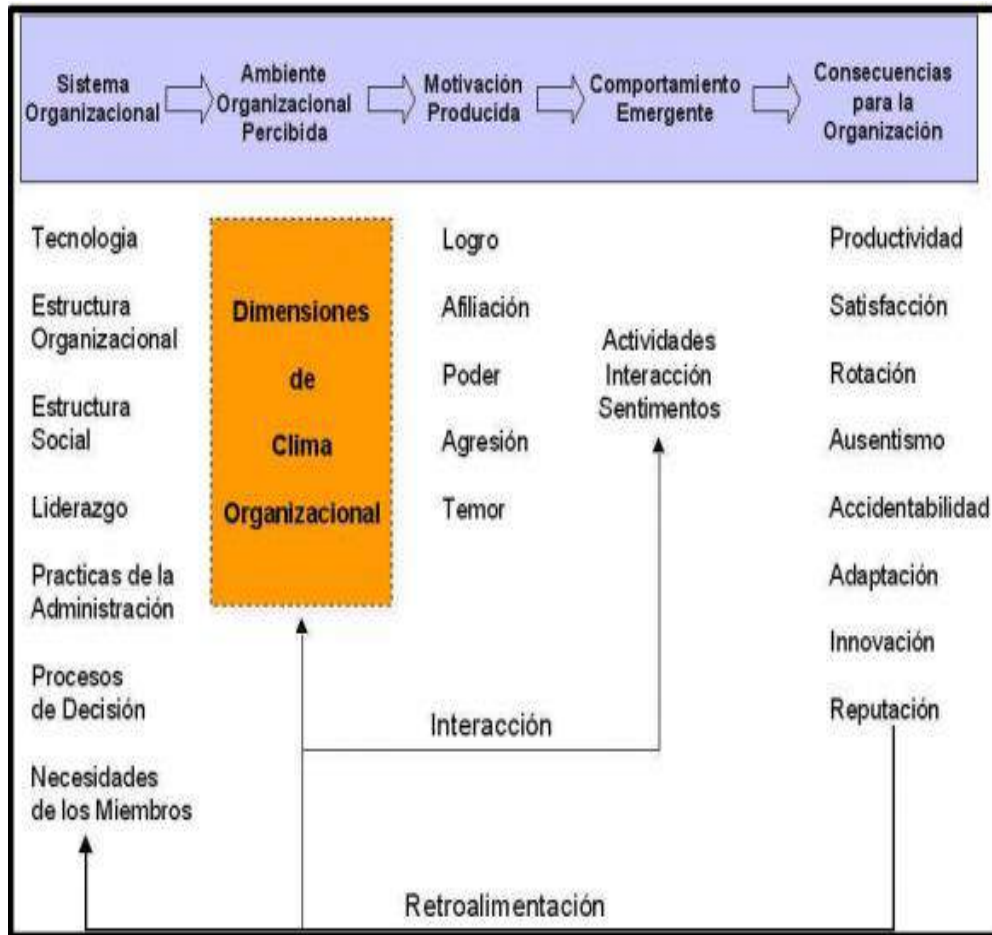 Sistema
Organizacional
Ambiente
Organizacional
Percibida
Motivación
Producida
Comportamiento
Emergente
Consecuencias
para la
Organización
Tecnologia
Estructura
Organizacional
Estructura
Social
Liderazgo
Practicas de la
Administración
Procesos
de Decisión
Necesidades
de los Miembros
Dimensiones
de
Clima
Organizacional
Logro
Afiliación
Poder
Agresión
Temor
Actividades
Interacción
Sentimentos
Productividad
Satisfacción
Rotación
Ausentismo
Accidentabilidad
Adaptación
Innovación
Reputación
Interacción
Retroalimentación